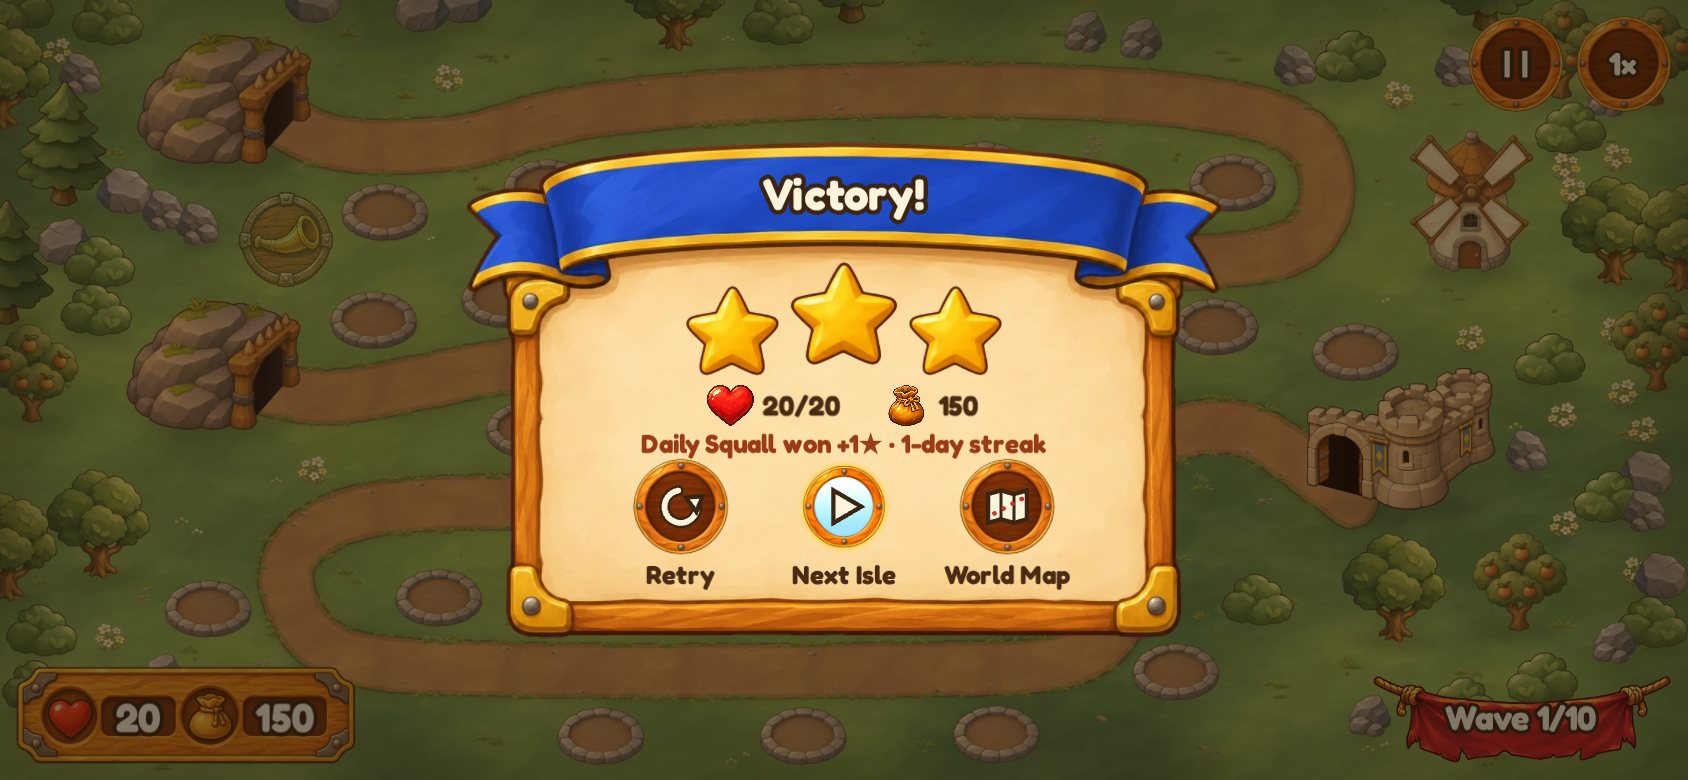 1x
Victory!
20/20 150
Daily Squall won +1★ · 1-day streak
Retry Next Isle World Map
20 150
Wave 1/10